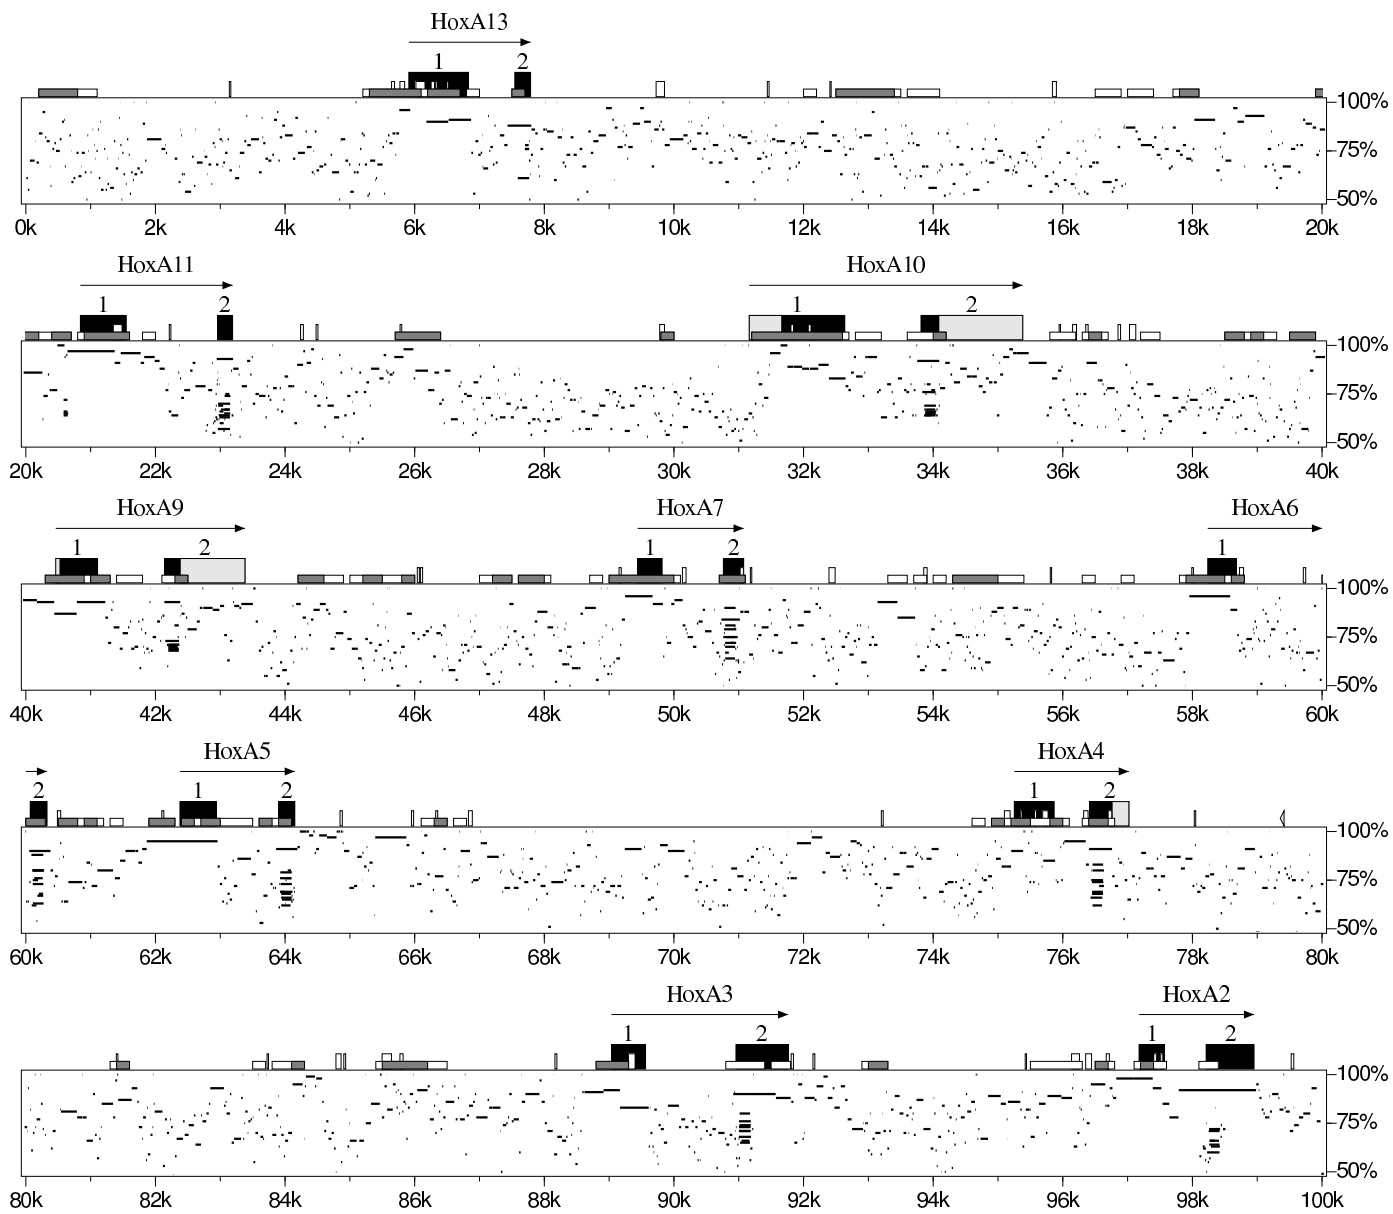 HoxA13
1 2
100%
75%
50%
0k 2k 4k 6k 8k 10k 12k 14k 16k 18k 20k
HoxA11 HoxA10
1 2 1 2
100%
75%
50%
20k 22k 24k 26k 28k 30k 32k 34k 36k 38k 40k
HoxA9 HoxA7 HoxA6
1 2 1 2 1
100%
75%
50%
40k 42k 44k 46k 48k 50k 52k 54k 56k 58k 60k
HoxA5 HoxA4
2 1 2 1 2
100%
75%
50%
60k 62k 64k 66k 68k 70k 72k 74k 76k 78k 80k
HoxA3 HoxA2
1 2 1 2
100%
75%
50%
80k 82k 84k 86k 88k 90k 92k 94k 96k 98k 100k